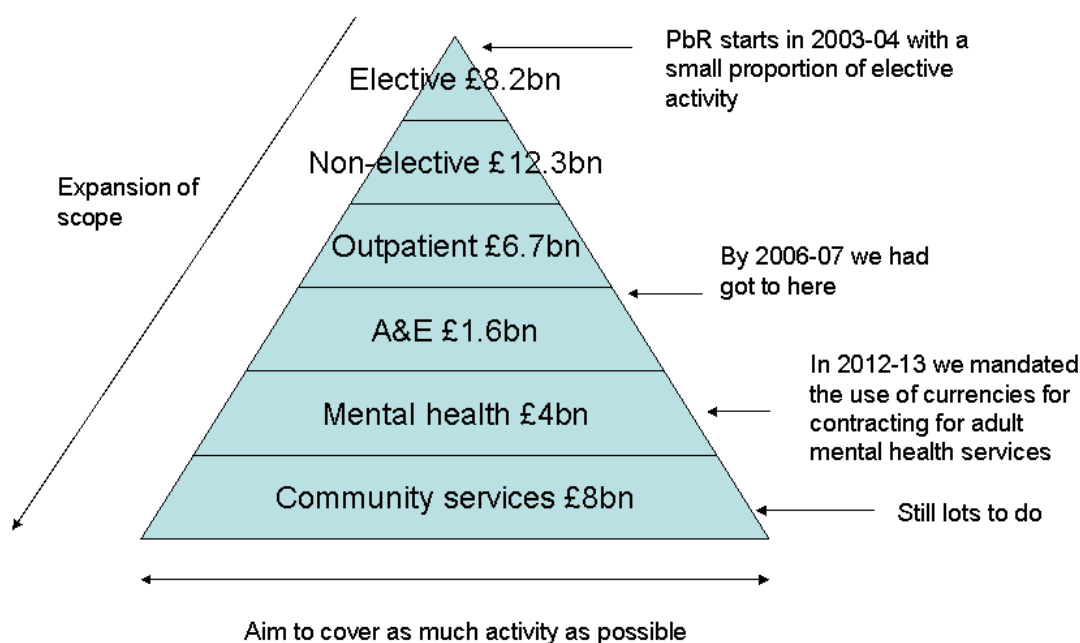 PbR starts in 2003-04 with a
small proportion of elective
activity
Elective £8.2bn
Non-elective £12.3bn
Expansion of
scope
Outpatient £6.7bn
By 2006-07 we had
got to here
A&E £1.6bn
In 2012-13 we mandated
the use of currencies for
contracting for adult
mental health services
Mental health £4bn
Community services £8bn
Still lots to do
Aim to cover as much activity as possible